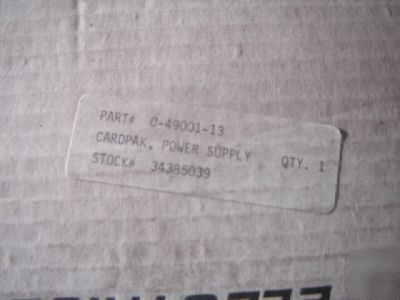 PART# 0-49001-13
CARDPAK, POWER SUPPLY QTY. 1
STOCK# 34385039